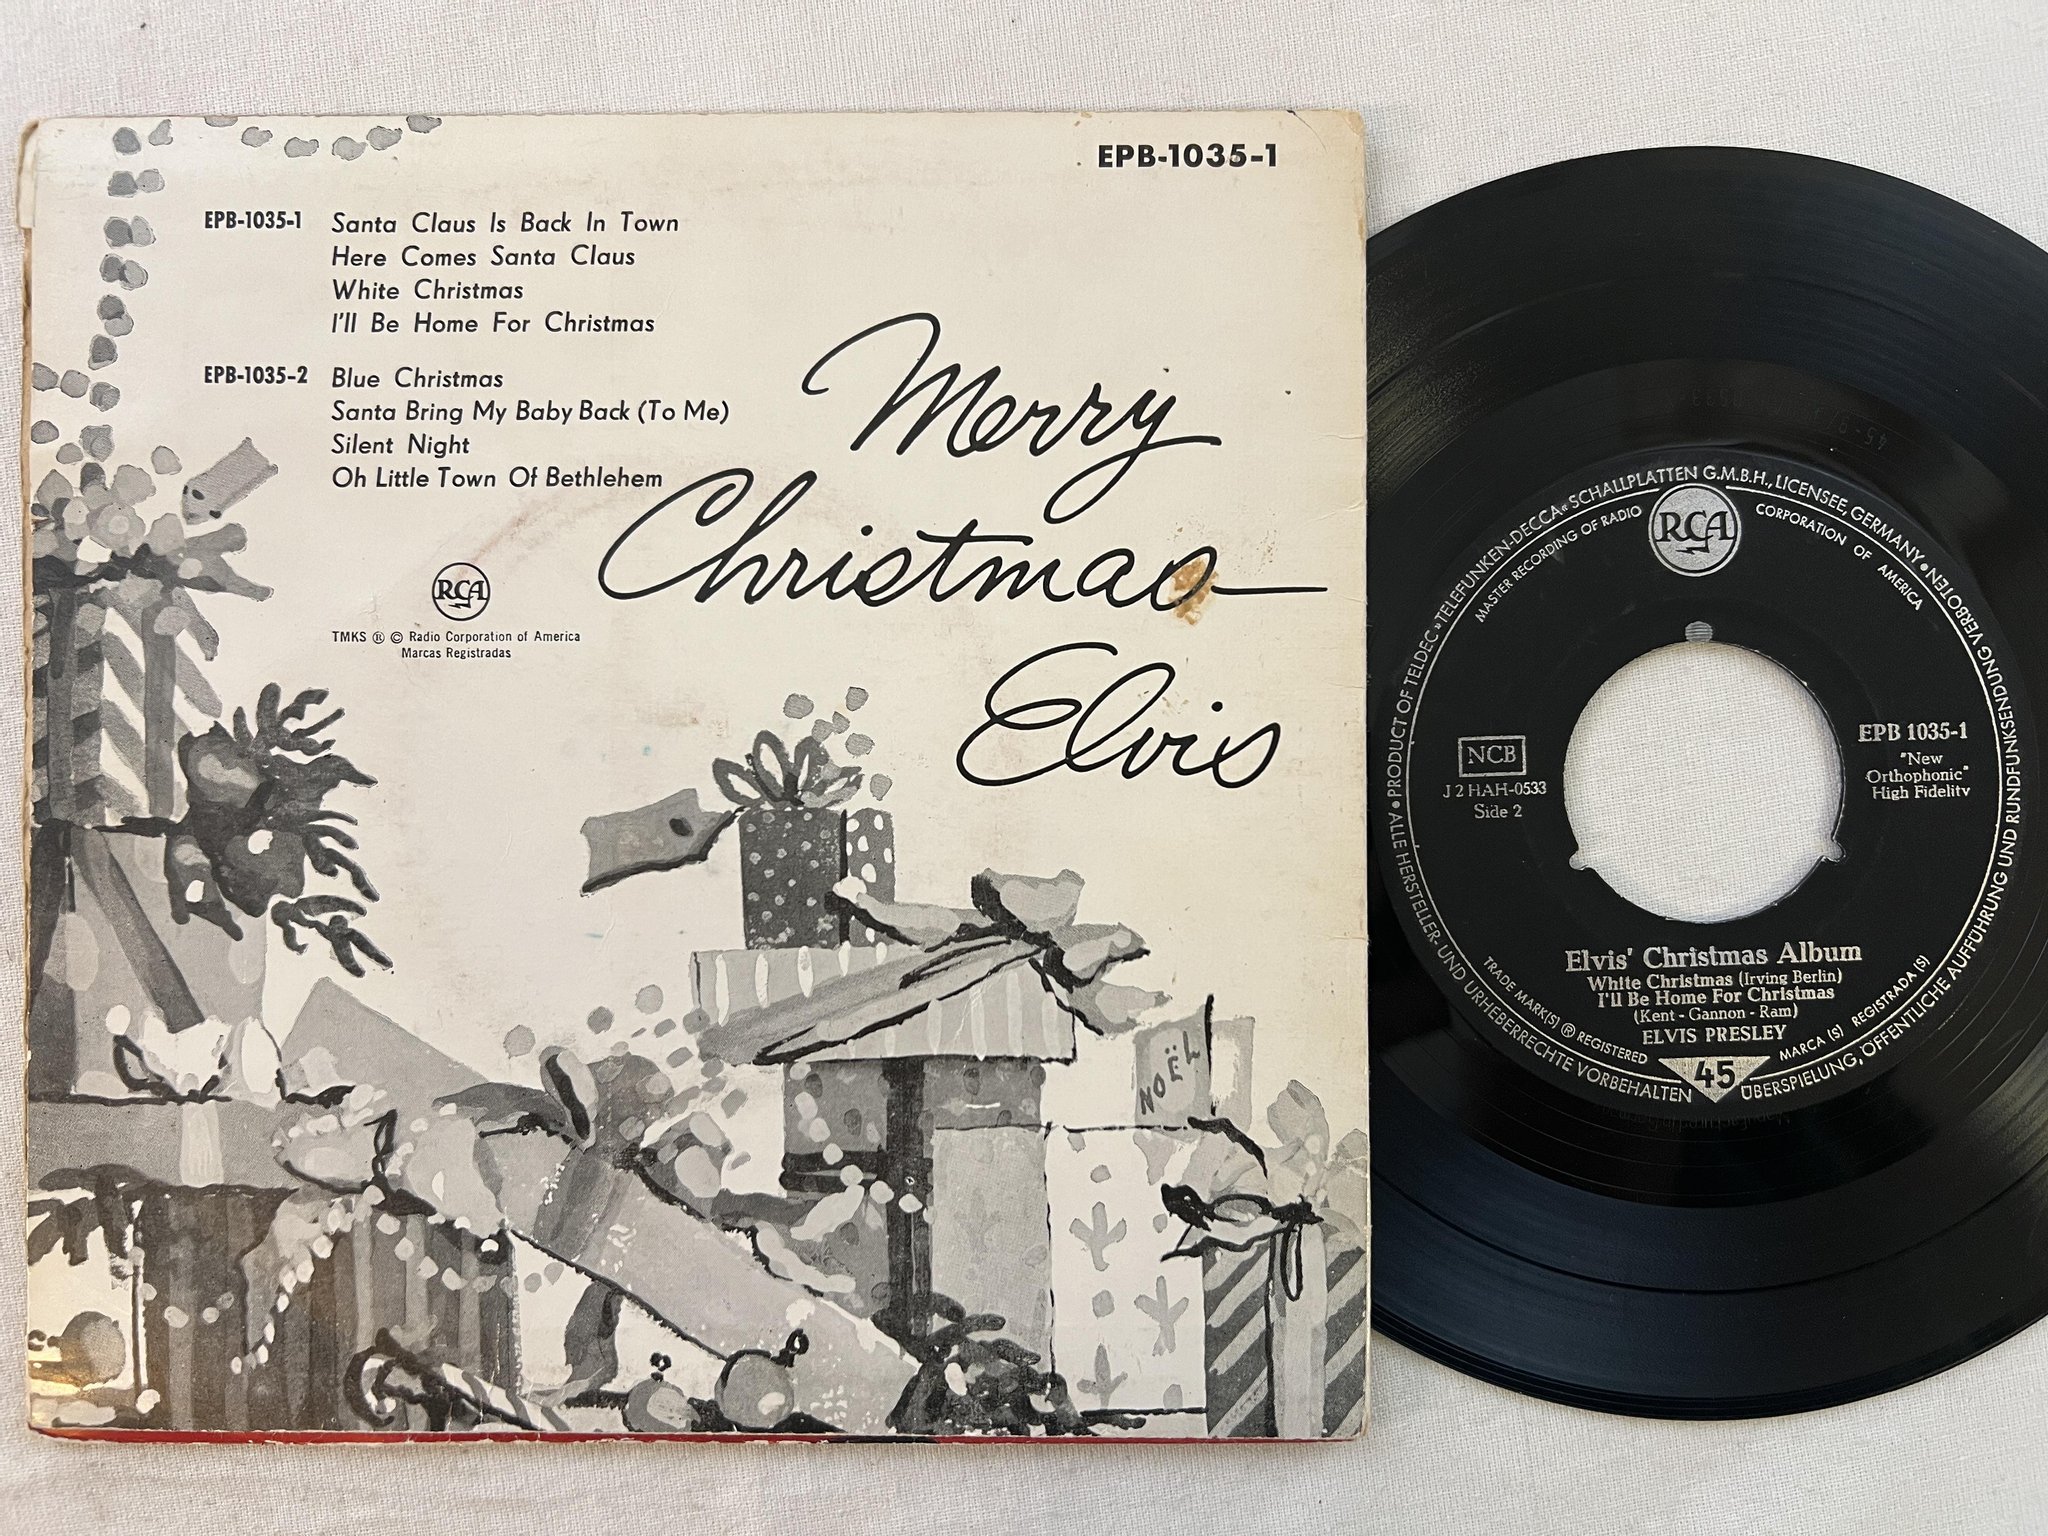 EPB-1035-1
EPB-1035-1 Santa Claus Is Back In Town
Here Comes Santa Claus
White Christmas
I'll Be Home For Christmas
EPB-1035-2 Blue Christmas
Santa Bring My Baby Back (To Me)
Silent Night
Oh Little Town Of Bethlehem
Merry
Christmas
Elvis
RCA
TMKS ® © Radio Corporation of America
Marcas Registradas
NOËL
• PRODUCT OF TELDEC »TELEFUNKEN-DECCA« SCHALLPLATTEN G.M.B.H., LICENSEE, GERMANY •
ALLE HERSTELLER- UND URHEBERRECHTE VORBEHALTEN
ÜBERSPIELUNG, ÖFFENTLICHE AUFFÜHRUNG UND RUNDFUNKSENDUNG VERBOTEN
MASTER RECORDING OF RADIO CORPORATION OF AMERICA
RCA
NCB
J 2 HAH-0533
Side 2
EPB 1035-1
"New
Orthophonic"
High Fidelity
Elvis' Christmas Album
White Christmas (Irving Berlin)
I'll Be Home For Christmas
(Kent - Gannon - Ram)
ELVIS PRESLEY
TRADE MARK(S) ® REGISTERED
MARCA (S) REGISTRADA (S)
45